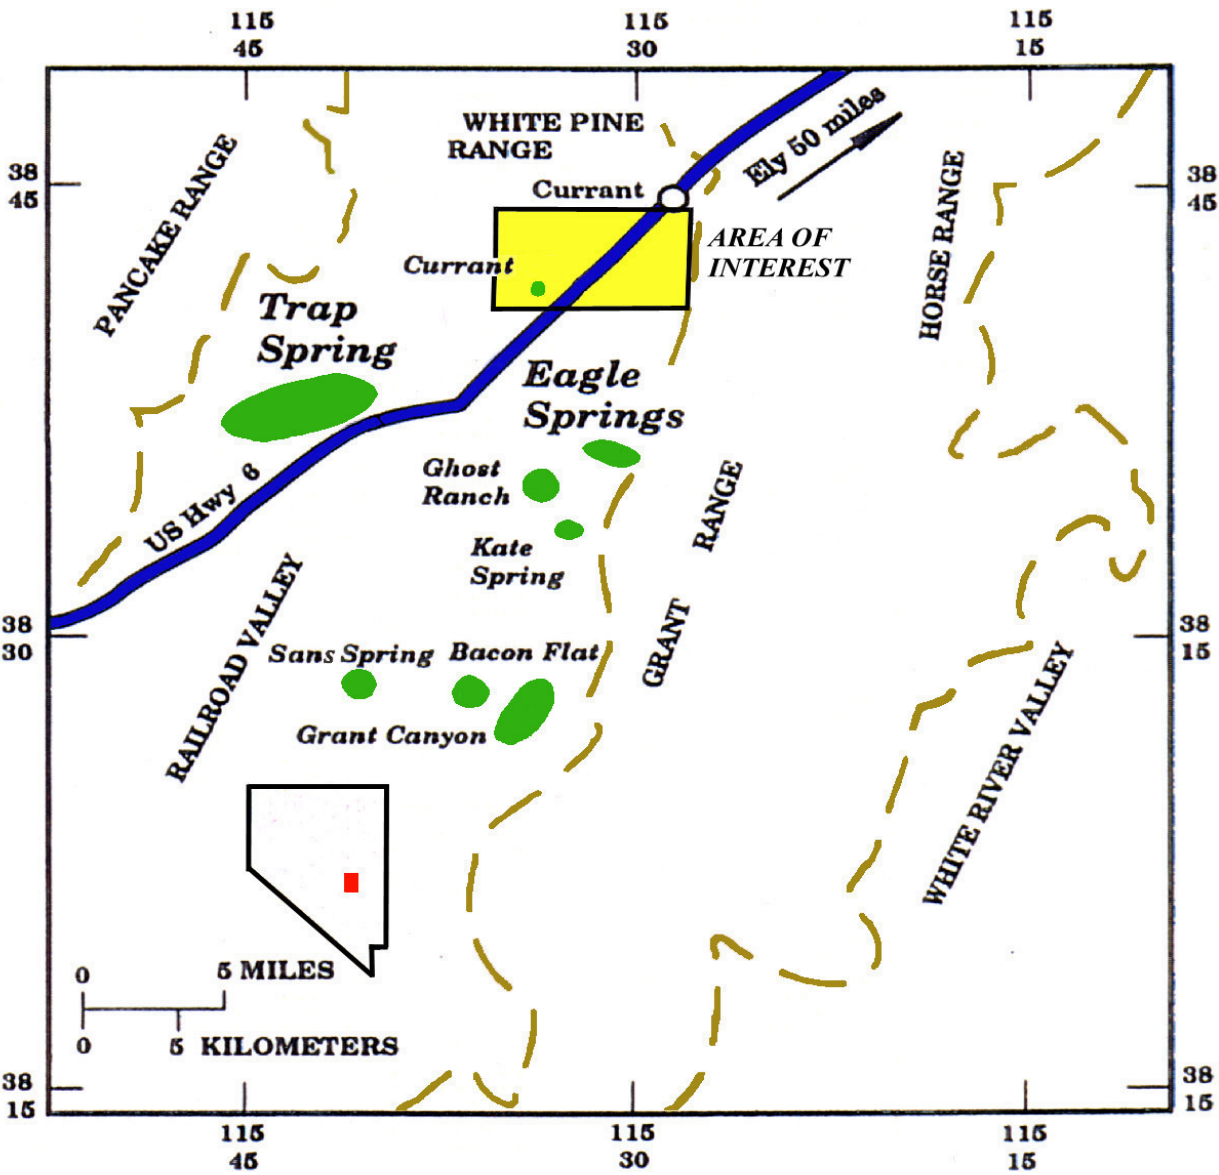 115
45
115
30
115
15
WHITE PINE
RANGE
Ely 50 miles
PANCAKE RANGE
HORSE RANGE
38
45
38
45
Currant
AREA OF
INTEREST
Currant
Trap
Spring
Eagle
Springs
Ghost
Ranch
US Hwy 6
RANGE
Kate
Spring
GRANT
RAILROAD VALLEY
38
30
38
15
Sans Spring
Bacon Flat
Grant Canyon
WHITE RIVER VALLEY
0
5 MILES
0
5 KILOMETERS
38
15
38
15
115
45
115
30
115
15